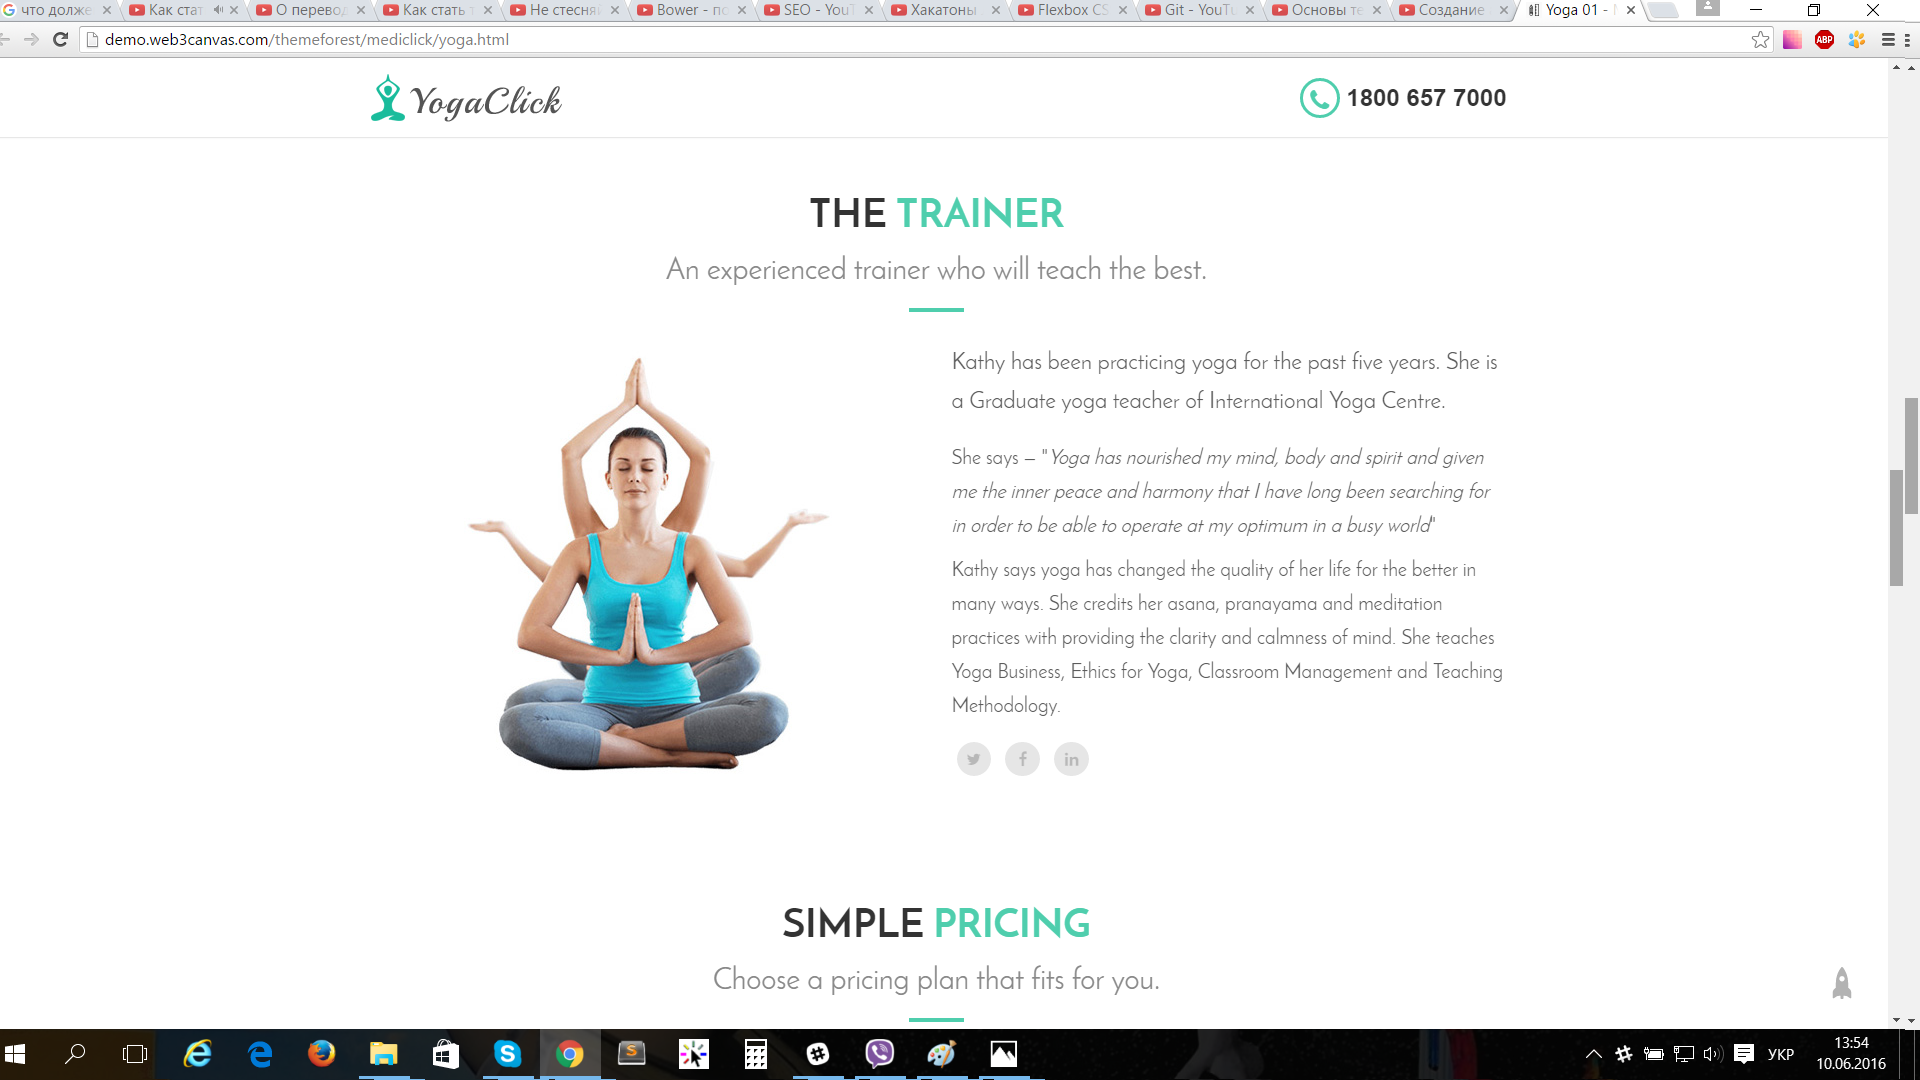 что долже
Как стат
О перевод
Как стать т
Не стесня
Bower - по
SEO - YouT
Хакатоны
Flexbox CS
Git - YouTu
Основы те
Создание
Yoga 01 -
demo.web3canvas.com/themeforest/mediclick/yoga.html
ABP
YogaClick
1800 657 7000
THE TRAINER
An experienced trainer who will teach the best.
Kathy has been practicing yoga for the past five years. She is
a Graduate yoga teacher of International Yoga Centre.
She says – "Yoga has nourished my mind, body and spirit and given
me the inner peace and harmony that I have long been searching for
in order to be able to operate at my optimum in a busy world"
Kathy says yoga has changed the quality of her life for the better in
many ways. She credits her asana, pranayama and meditation
practices with providing the clarity and calmness of mind. She teaches
Yoga Business, Ethics for Yoga, Classroom Management and Teaching
Methodology.
SIMPLE PRICING
Choose a pricing plan that fits for you.
УКР
13:54
10.06.2016